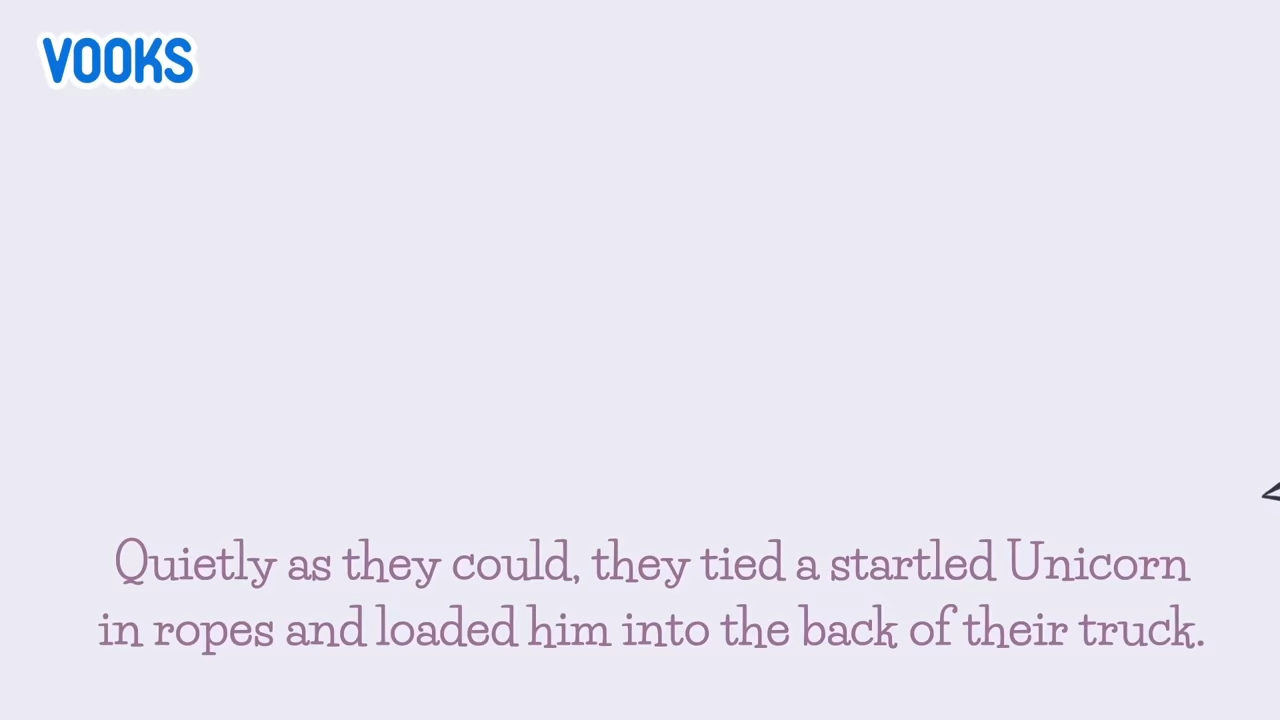 VOOKS
Quietly as they could, they tied a startled Unicorn
in ropes and loaded him into the back of their truck.